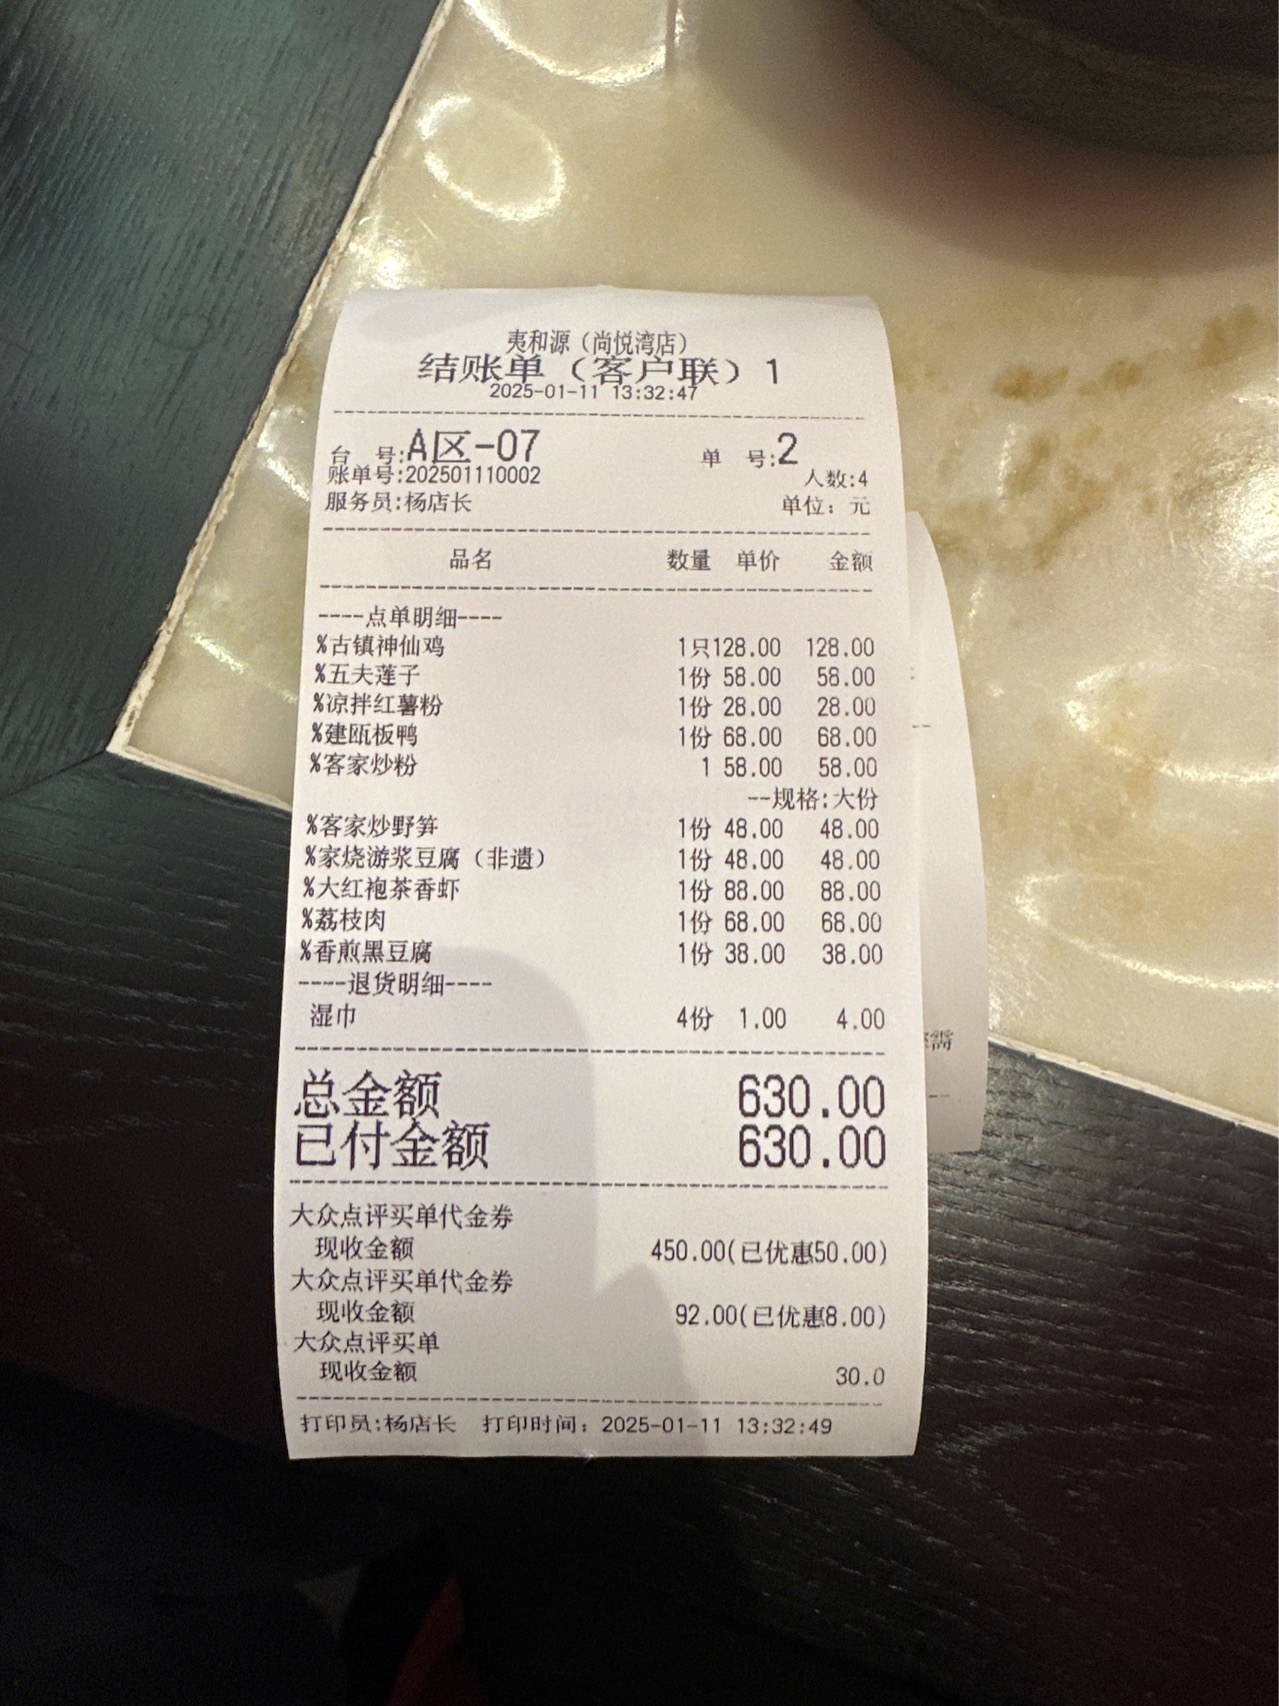 夷和源（尚悦湾店）
结账单（客户联）1
2025-01-11 13:32:47
台 号:A区-07 单 号:2
账单号:202501110002 人数:4
服务员:杨店长 单位：元
品名 数量 单价 金额
----点单明细----
%古镇神仙鸡 1只128.00 128.00
%五夫莲子 1份 58.00 58.00
%凉拌红薯粉 1份 28.00 28.00
%建瓯板鸭 1份 68.00 68.00
%客家炒粉 1 58.00 58.00
--规格:大份
%客家炒野笋 1份 48.00 48.00
%家烧游浆豆腐（非遗） 1份 48.00 48.00
%大红袍茶香虾 1份 88.00 88.00
%荔枝肉 1份 68.00 68.00
%香煎黑豆腐 1份 38.00 38.00
----退货明细----
湿巾 4份 1.00 4.00
总金额 630.00
已付金额 630.00
大众点评买单代金券
现收金额 450.00(已优惠50.00)
大众点评买单代金券
现收金额 92.00(已优惠8.00)
大众点评买单
现收金额 30.0
打印员:杨店长 打印时间：2025-01-11 13:32:49
需